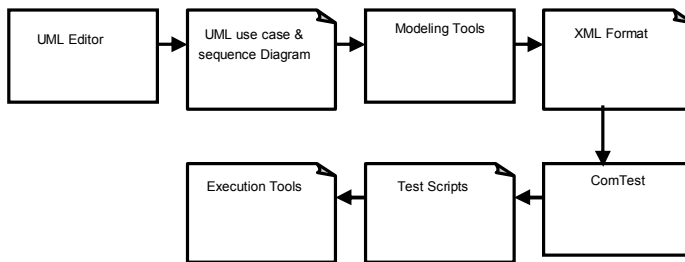 UML Editor
UML use case &
sequence Diagram
Modeling Tools
XML Format
Execution Tools
Test Scripts
ComTest